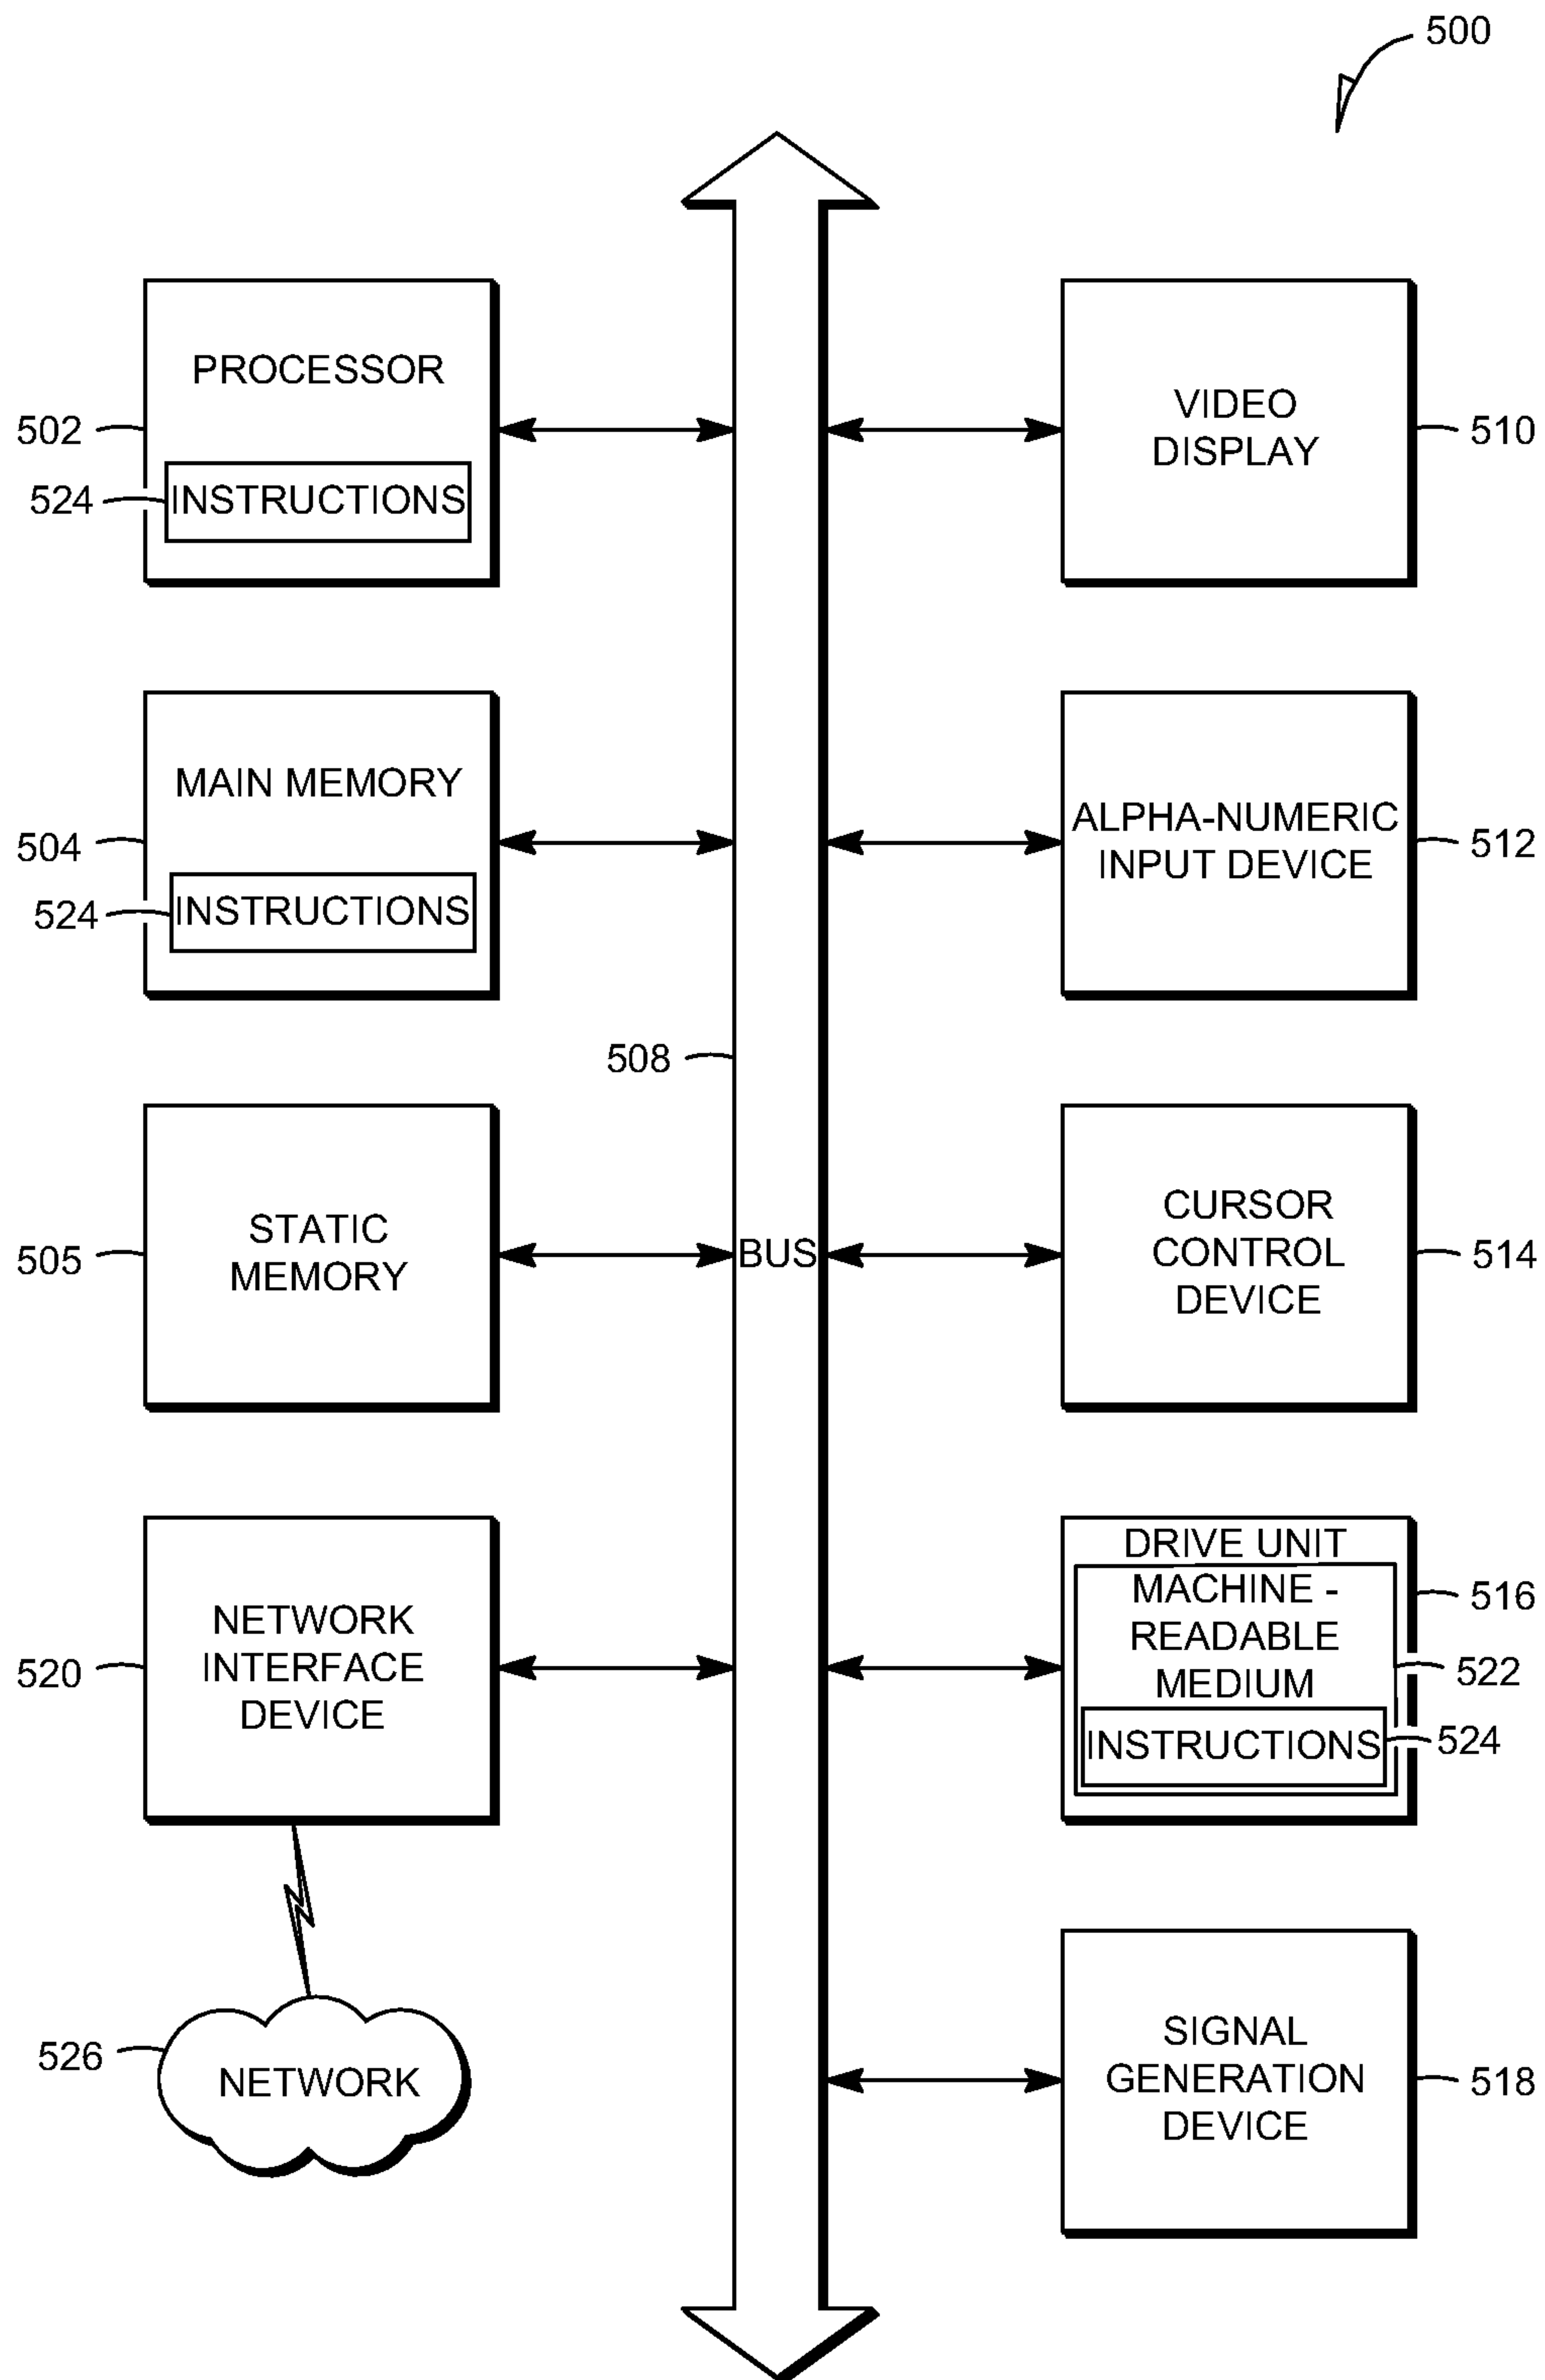 500
PROCESSOR
502
524
INSTRUCTIONS
VIDEO
DISPLAY
510
MAIN MEMORY
504
524
INSTRUCTIONS
ALPHA-NUMERIC
INPUT DEVICE
512
508
BUS
STATIC
MEMORY
505
CURSOR
CONTROL
DEVICE
514
NETWORK
INTERFACE
DEVICE
520
DRIVE UNIT
MACHINE -
READABLE
MEDIUM
INSTRUCTIONS
516
522
524
526
NETWORK
SIGNAL
GENERATION
DEVICE
518